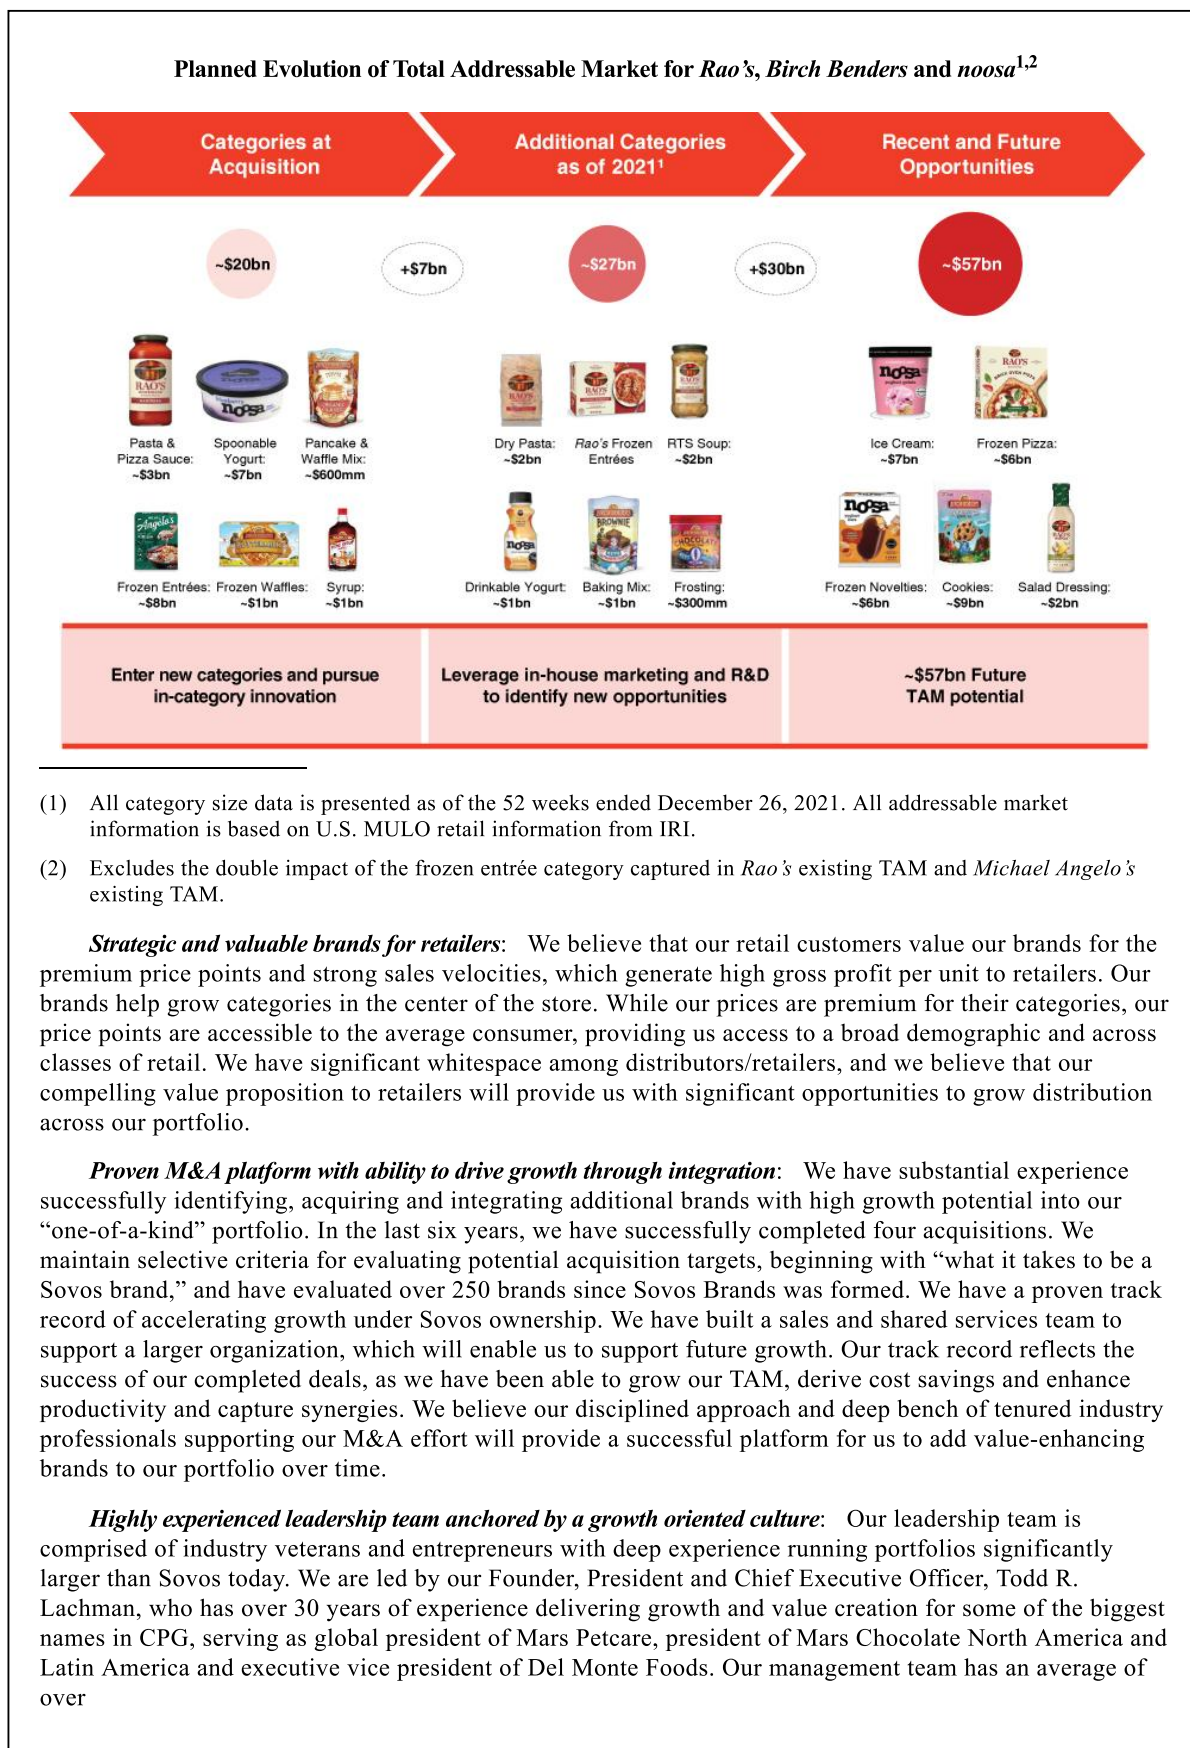 Planned Evolution of Total Addressable Market for Rao’s, Birch Benders and noosa1,2
Categories at
Acquisition
Additional Categories
as of 2021¹
Recent and Future
Opportunities
~$20bn
+$7bn
~$27bn
+$30bn
~$57bn
RAO'S
noosa
RAO'S
noosa
RAO'S
Pasta &
Pizza Sauce:
~$3bn
Spoonable
Yogurt:
~$7bn
Pancake &
Waffle Mix:
~$600mm
Dry Pasta:
~$2bn
Rao’s Frozen
Entrées
RTS Soup:
~$2bn
Ice Cream:
~$7bn
Frozen Pizza:
~$6bn
Angelo's
noosa
BROWNIE
CHOCOLATE
noosa
Frozen Entrées:
~$8bn
Frozen Waffles:
~$1bn
Syrup:
~$1bn
Drinkable Yogurt:
~$1bn
Baking Mix:
~$1bn
Frosting:
~$300mm
Frozen Novelties:
~$6bn
Cookies:
~$9bn
Salad Dressing:
~$2bn
Enter new categories and pursue
in-category innovation
Leverage in-house marketing and R&D
to identify new opportunities
~$57bn Future
TAM potential
(1) All category size data is presented as of the 52 weeks ended December 26, 2021. All addressable market
information is based on U.S. MULO retail information from IRI.
(2) Excludes the double impact of the frozen entrée category captured in Rao’s existing TAM and Michael Angelo’s
existing TAM.
Strategic and valuable brands for retailers: We believe that our retail customers value our brands for the
premium price points and strong sales velocities, which generate high gross profit per unit to retailers. Our
brands help grow categories in the center of the store. While our prices are premium for their categories, our
price points are accessible to the average consumer, providing us access to a broad demographic and across
classes of retail. We have significant whitespace among distributors/retailers, and we believe that our
compelling value proposition to retailers will provide us with significant opportunities to grow distribution
across our portfolio.
Proven M&A platform with ability to drive growth through integration: We have substantial experience
successfully identifying, acquiring and integrating additional brands with high growth potential into our
“one-of-a-kind” portfolio. In the last six years, we have successfully completed four acquisitions. We
maintain selective criteria for evaluating potential acquisition targets, beginning with “what it takes to be a
Sovos brand,” and have evaluated over 250 brands since Sovos Brands was formed. We have a proven track
record of accelerating growth under Sovos ownership. We have built a sales and shared services team to
support a larger organization, which will enable us to support future growth. Our track record reflects the
success of our completed deals, as we have been able to grow our TAM, derive cost savings and enhance
productivity and capture synergies. We believe our disciplined approach and deep bench of tenured industry
professionals supporting our M&A effort will provide a successful platform for us to add value-enhancing
brands to our portfolio over time.
Highly experienced leadership team anchored by a growth oriented culture: Our leadership team is
comprised of industry veterans and entrepreneurs with deep experience running portfolios significantly
larger than Sovos today. We are led by our Founder, President and Chief Executive Officer, Todd R.
Lachman, who has over 30 years of experience delivering growth and value creation for some of the biggest
names in CPG, serving as global president of Mars Petcare, president of Mars Chocolate North America and
Latin America and executive vice president of Del Monte Foods. Our management team has an average of
over